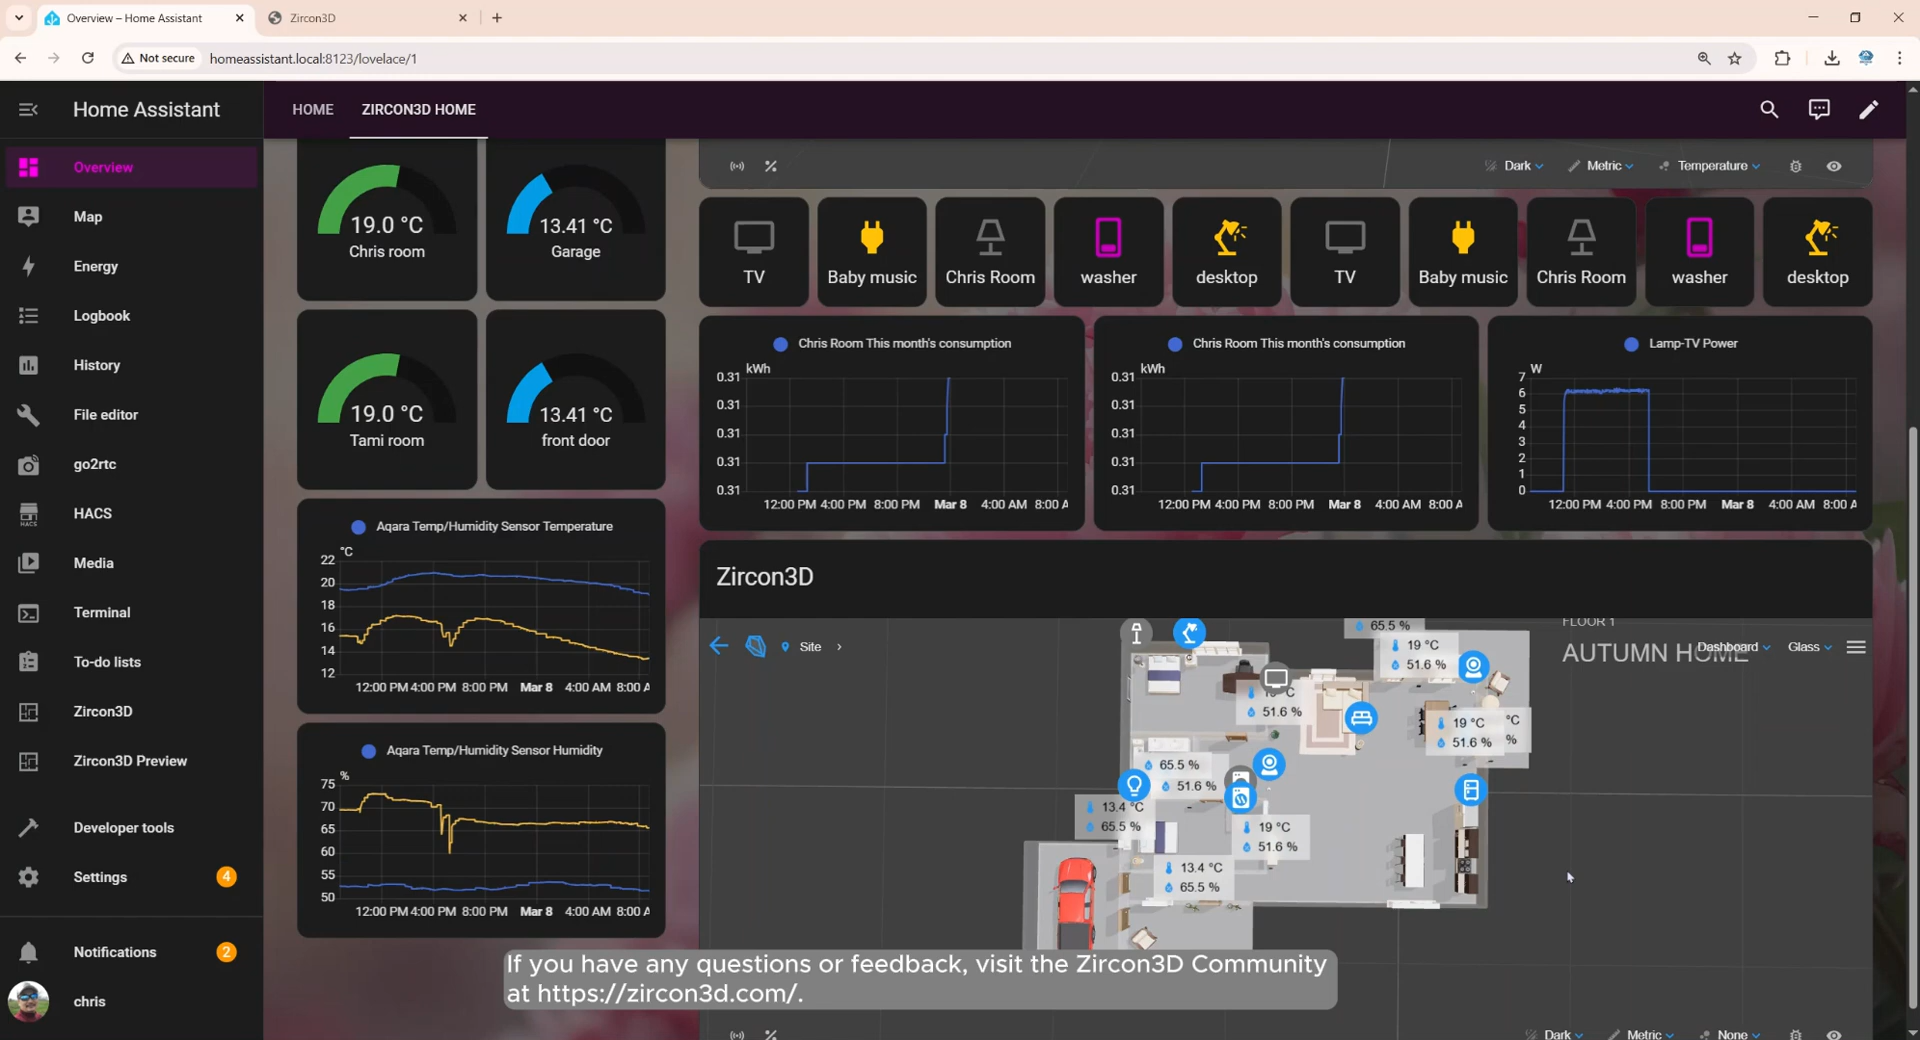 Overview – Home Assistant
Zircon3D
Not secure
homeassistant.local:8123/lovelace/1
Home Assistant
HOME
ZIRCON3D HOME
Overview
Map
Energy
Logbook
History
File editor
go2rtc
HACS
HACS
Media
Terminal
To-do lists
Zircon3D
Zircon3D Preview
Developer tools
Settings
4
Notifications
2
chris
19.0 °C
Chris room
13.41 °C
Garage
19.0 °C
Tami room
13.41 °C
front door
Aqara Temp/Humidity Sensor Temperature
°C
22
20
18
16
14
12
12:00 PM 4:00 PM 8:00 PM Mar 8 4:00 AM 8:00 A
Aqara Temp/Humidity Sensor Humidity
%
75
70
65
60
55
50
12:00 PM 4:00 PM 8:00 PM Mar 8 4:00 AM 8:00 A
Dark
Metric
Temperature
TV
Baby music
Chris Room
washer
desktop
TV
Baby music
Chris Room
washer
desktop
Chris Room This month's consumption
kWh
0.31
0.31
0.31
0.31
0.31
12:00 PM 4:00 PM 8:00 PM Mar 8 4:00 AM 8:00 A
Chris Room This month's consumption
kWh
0.31
0.31
0.31
0.31
0.31
12:00 PM 4:00 PM 8:00 PM Mar 8 4:00 AM 8:00 A
Lamp-TV Power
W
7
6
5
4
3
2
1
0
12:00 PM 4:00 PM 8:00 PM Mar 8 4:00 AM 8:00 A
Zircon3D
Site
FLOOR 1
AUTUMN HOME
Dashboard
Glass
65.5 %
19 °C
51.6 %
°C
51.6 %
19 °C
51.6 %
°C
%
65.5 %
51.6 %
13.4 °C
65.5 %
19 °C
51.6 %
13.4 °C
65.5 %
If you have any questions or feedback, visit the Zircon3D Community
at https://zircon3d.com/.
Dark
Metric
None